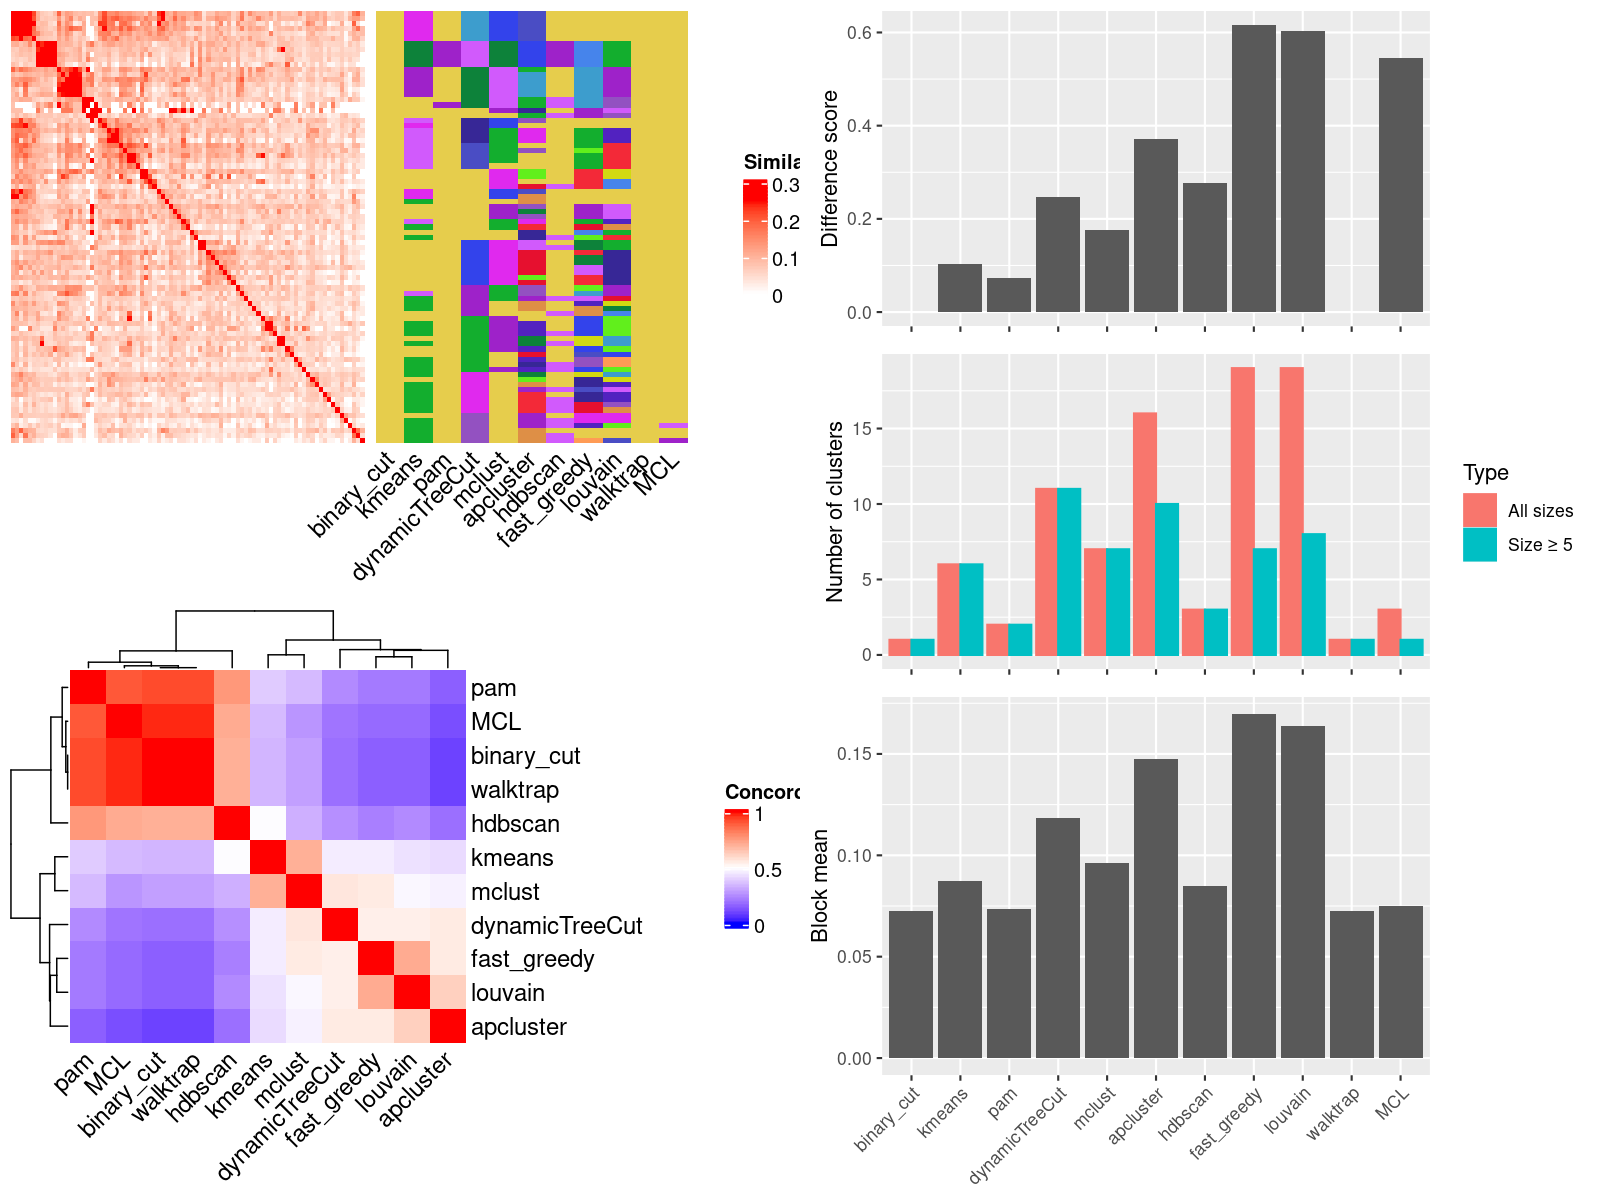 Simila
0.3
0.2
0.1
0
binary_cut
kmeans
pam
dynamicTreeCut
mclust
apcluster
hdbscan
fast_greedy
louvain
walktrap
MCL
pam
MCL
binary_cut
walktrap
hdbscan
kmeans
mclust
dynamicTreeCut
fast_greedy
louvain
apcluster
pam
MCL
binary_cut
walktrap
hdbscan
kmeans
mclust
dynamicTreeCut
fast_greedy
louvain
apcluster
Concord
1
0.5
0
Difference score
0.6
0.4
0.2
0.0
Number of clusters
15
10
5
0
Type
All sizes
Size ≥ 5
Block mean
0.15
0.10
0.05
0.00
binary_cut
kmeans
pam
dynamicTreeCut
mclust
apcluster
hdbscan
fast_greedy
louvain
walktrap
MCL